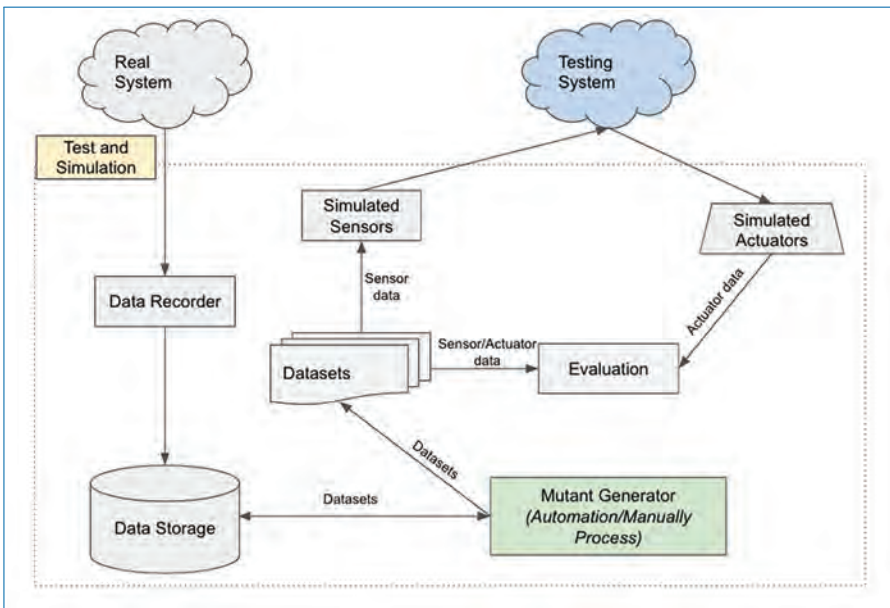 Real
System
Testing
System
Test and
Simulation
Simulated
Sensors
Simulated
Actuators
Sensor
data
Actuator data
Data Recorder
Sensor/Actuator
data
Datasets
Evaluation
Datasets
Datasets
Mutant Generator
(Automation/Manually
Process)
Data Storage